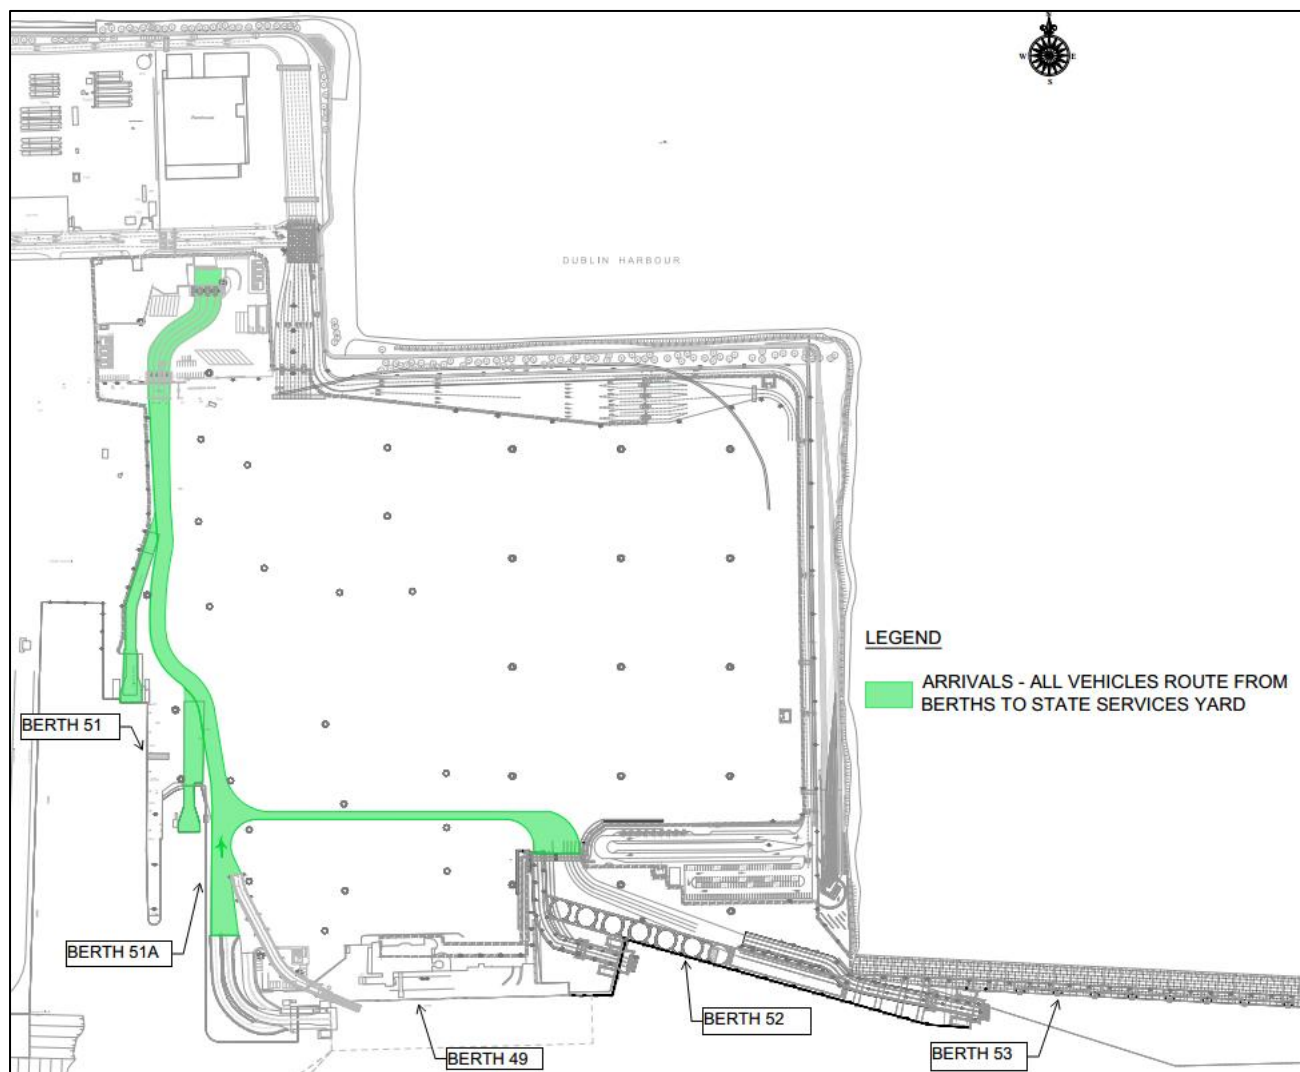 N
W E
S
Warehouse
DUBLIN HARBOUR
LEGEND
ARRIVALS - ALL VEHICLES ROUTE FROM
BERTHS TO STATE SERVICES YARD
BERTH 51
BERTH 51A
BERTH 52
BERTH 49
BERTH 53